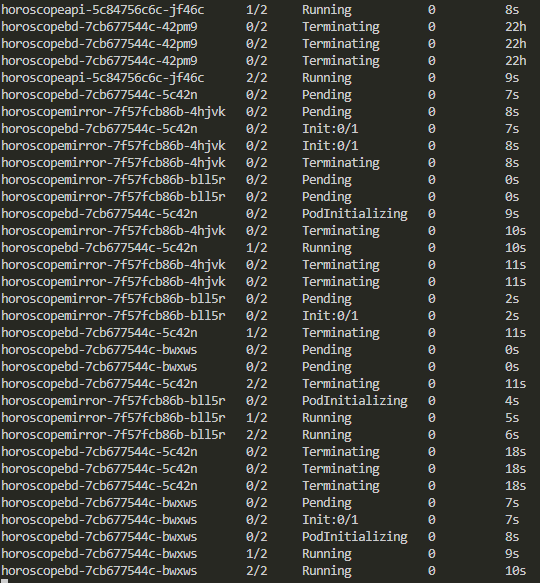 horoscopeapi-5c84756c6c-jf46c 1/2 Running 0 8s
horoscopebd-7cb677544c-42pm9 0/2 Terminating 0 22h
horoscopebd-7cb677544c-42pm9 0/2 Terminating 0 22h
horoscopebd-7cb677544c-42pm9 0/2 Terminating 0 22h
horoscopeapi-5c84756c6c-jf46c 2/2 Running 0 9s
horoscopebd-7cb677544c-5c42n 0/2 Pending 0 7s
horoscopemirror-7f57fcb86b-4hjvk 0/2 Pending 0 8s
horoscopebd-7cb677544c-5c42n 0/2 Init:0/1 0 7s
horoscopemirror-7f57fcb86b-4hjvk 0/2 Init:0/1 0 8s
horoscopemirror-7f57fcb86b-4hjvk 0/2 Terminating 0 8s
horoscopemirror-7f57fcb86b-bll5r 0/2 Pending 0 0s
horoscopemirror-7f57fcb86b-bll5r 0/2 Pending 0 0s
horoscopebd-7cb677544c-5c42n 0/2 PodInitializing 0 9s
horoscopemirror-7f57fcb86b-4hjvk 0/2 Terminating 0 10s
horoscopebd-7cb677544c-5c42n 1/2 Running 0 10s
horoscopemirror-7f57fcb86b-4hjvk 0/2 Terminating 0 11s
horoscopemirror-7f57fcb86b-4hjvk 0/2 Terminating 0 11s
horoscopemirror-7f57fcb86b-bll5r 0/2 Pending 0 2s
horoscopemirror-7f57fcb86b-bll5r 0/2 Init:0/1 0 2s
horoscopebd-7cb677544c-5c42n 1/2 Terminating 0 11s
horoscopebd-7cb677544c-bwxws 0/2 Pending 0 0s
horoscopebd-7cb677544c-bwxws 0/2 Pending 0 0s
horoscopebd-7cb677544c-5c42n 2/2 Terminating 0 11s
horoscopemirror-7f57fcb86b-bll5r 0/2 PodInitializing 0 4s
horoscopemirror-7f57fcb86b-bll5r 1/2 Running 0 5s
horoscopemirror-7f57fcb86b-bll5r 2/2 Running 0 6s
horoscopebd-7cb677544c-5c42n 0/2 Terminating 0 18s
horoscopebd-7cb677544c-5c42n 0/2 Terminating 0 18s
horoscopebd-7cb677544c-5c42n 0/2 Terminating 0 18s
horoscopebd-7cb677544c-bwxws 0/2 Pending 0 7s
horoscopebd-7cb677544c-bwxws 0/2 Init:0/1 0 7s
horoscopebd-7cb677544c-bwxws 0/2 PodInitializing 0 8s
horoscopebd-7cb677544c-bwxws 1/2 Running 0 9s
horoscopebd-7cb677544c-bwxws 2/2 Running 0 10s